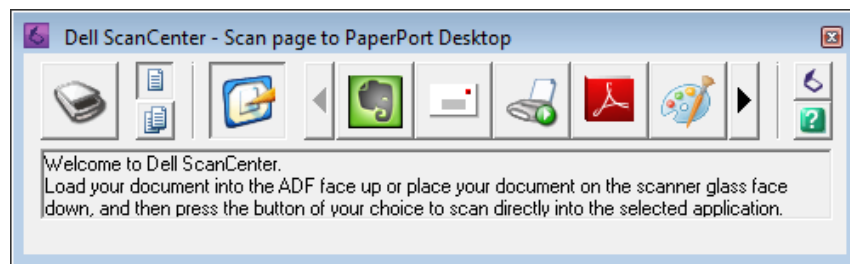 Dell ScanCenter - Scan page to PaperPort Desktop
Welcome to Dell ScanCenter.
Load your document into the ADF face up or place your document on the scanner glass face
down, and then press the button of your choice to scan directly into the selected application.